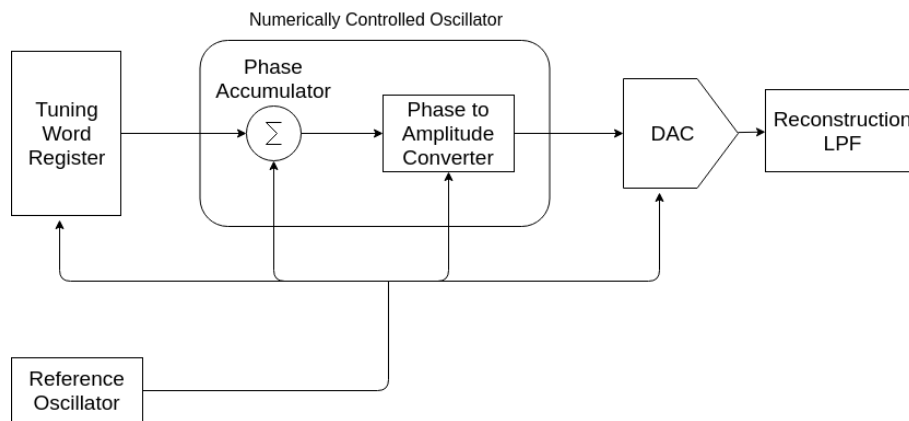 Numerically Controlled Oscillator
Tuning
Word
Register
Phase
Accumulator
Σ
Phase to
Amplitude
Converter
DAC
Reconstruction
LPF
Reference
Oscillator